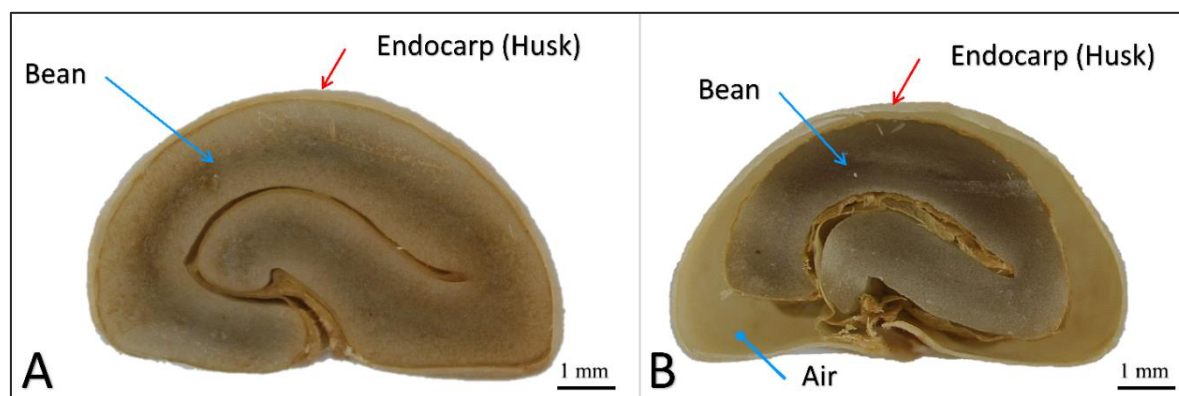 Endocarp (Husk)
Bean
A
1 mm
Endocarp (Husk)
Bean
Air
B
1 mm